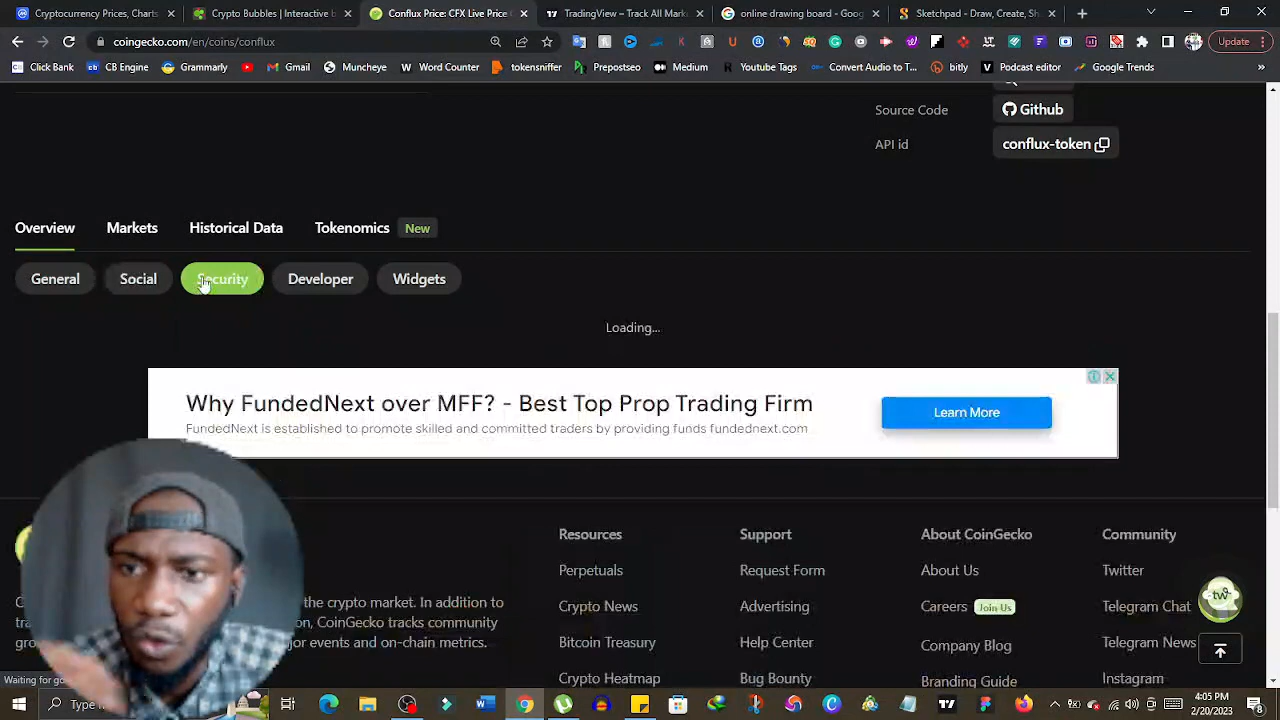 Cryptocurrency Prices, Chart
Crypto Bubbles | Interactive b
Conflux Price: CFX Live Price
TradingView – Track All Mark
online drawing board - Goog
Sketchpad - Draw, Create, Sh
coingecko.com/en/coins/conflux
Update
Click Bank
CB Engine
Grammarly
Gmail
Muncheye
Word Counter
tokensniffer
Prepostseo
Medium
Youtube Tags
Convert Audio to T...
bitly
Podcast editor
Google Trends
Source Code
Github
API id
conflux-token
Overview
Markets
Historical Data
Tokenomics
New
General
Social
Security
Developer
Widgets
Loading...
Why FundedNext over MFF? - Best Top Prop Trading Firm
FundedNext is established to promote skilled and committed traders by providing funds fundednext.com
Learn More
Resources
Support
About CoinGecko
Community
Perpetuals
Request Form
About Us
Twitter
the crypto market. In addition to
Crypto News
Advertising
Careers
Join Us
Telegram Chat
CoinGecko tracks community
Bitcoin Treasury
Help Center
Company Blog
Telegram News
major events and on-chain metrics.
Crypto Heatmap
Bug Bounty
Branding Guide
Instagram
Waiting for go
Type
4:05 PM
2/20/2023